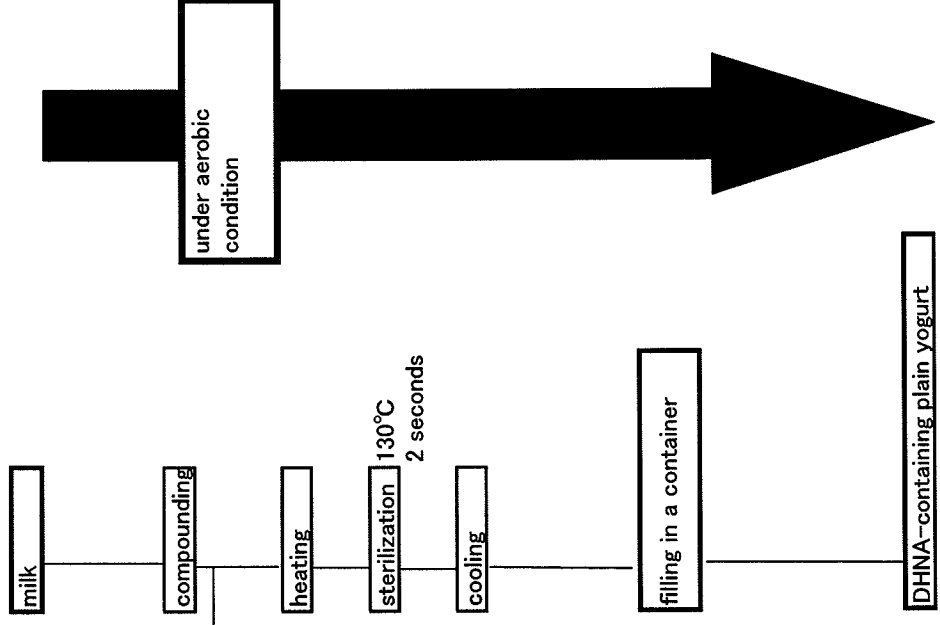 milk
compounding
heating
sterilization
130℃
2 seconds
cooling
filling in a container
DHNA-containing plain yogurt
under aerobic
condition